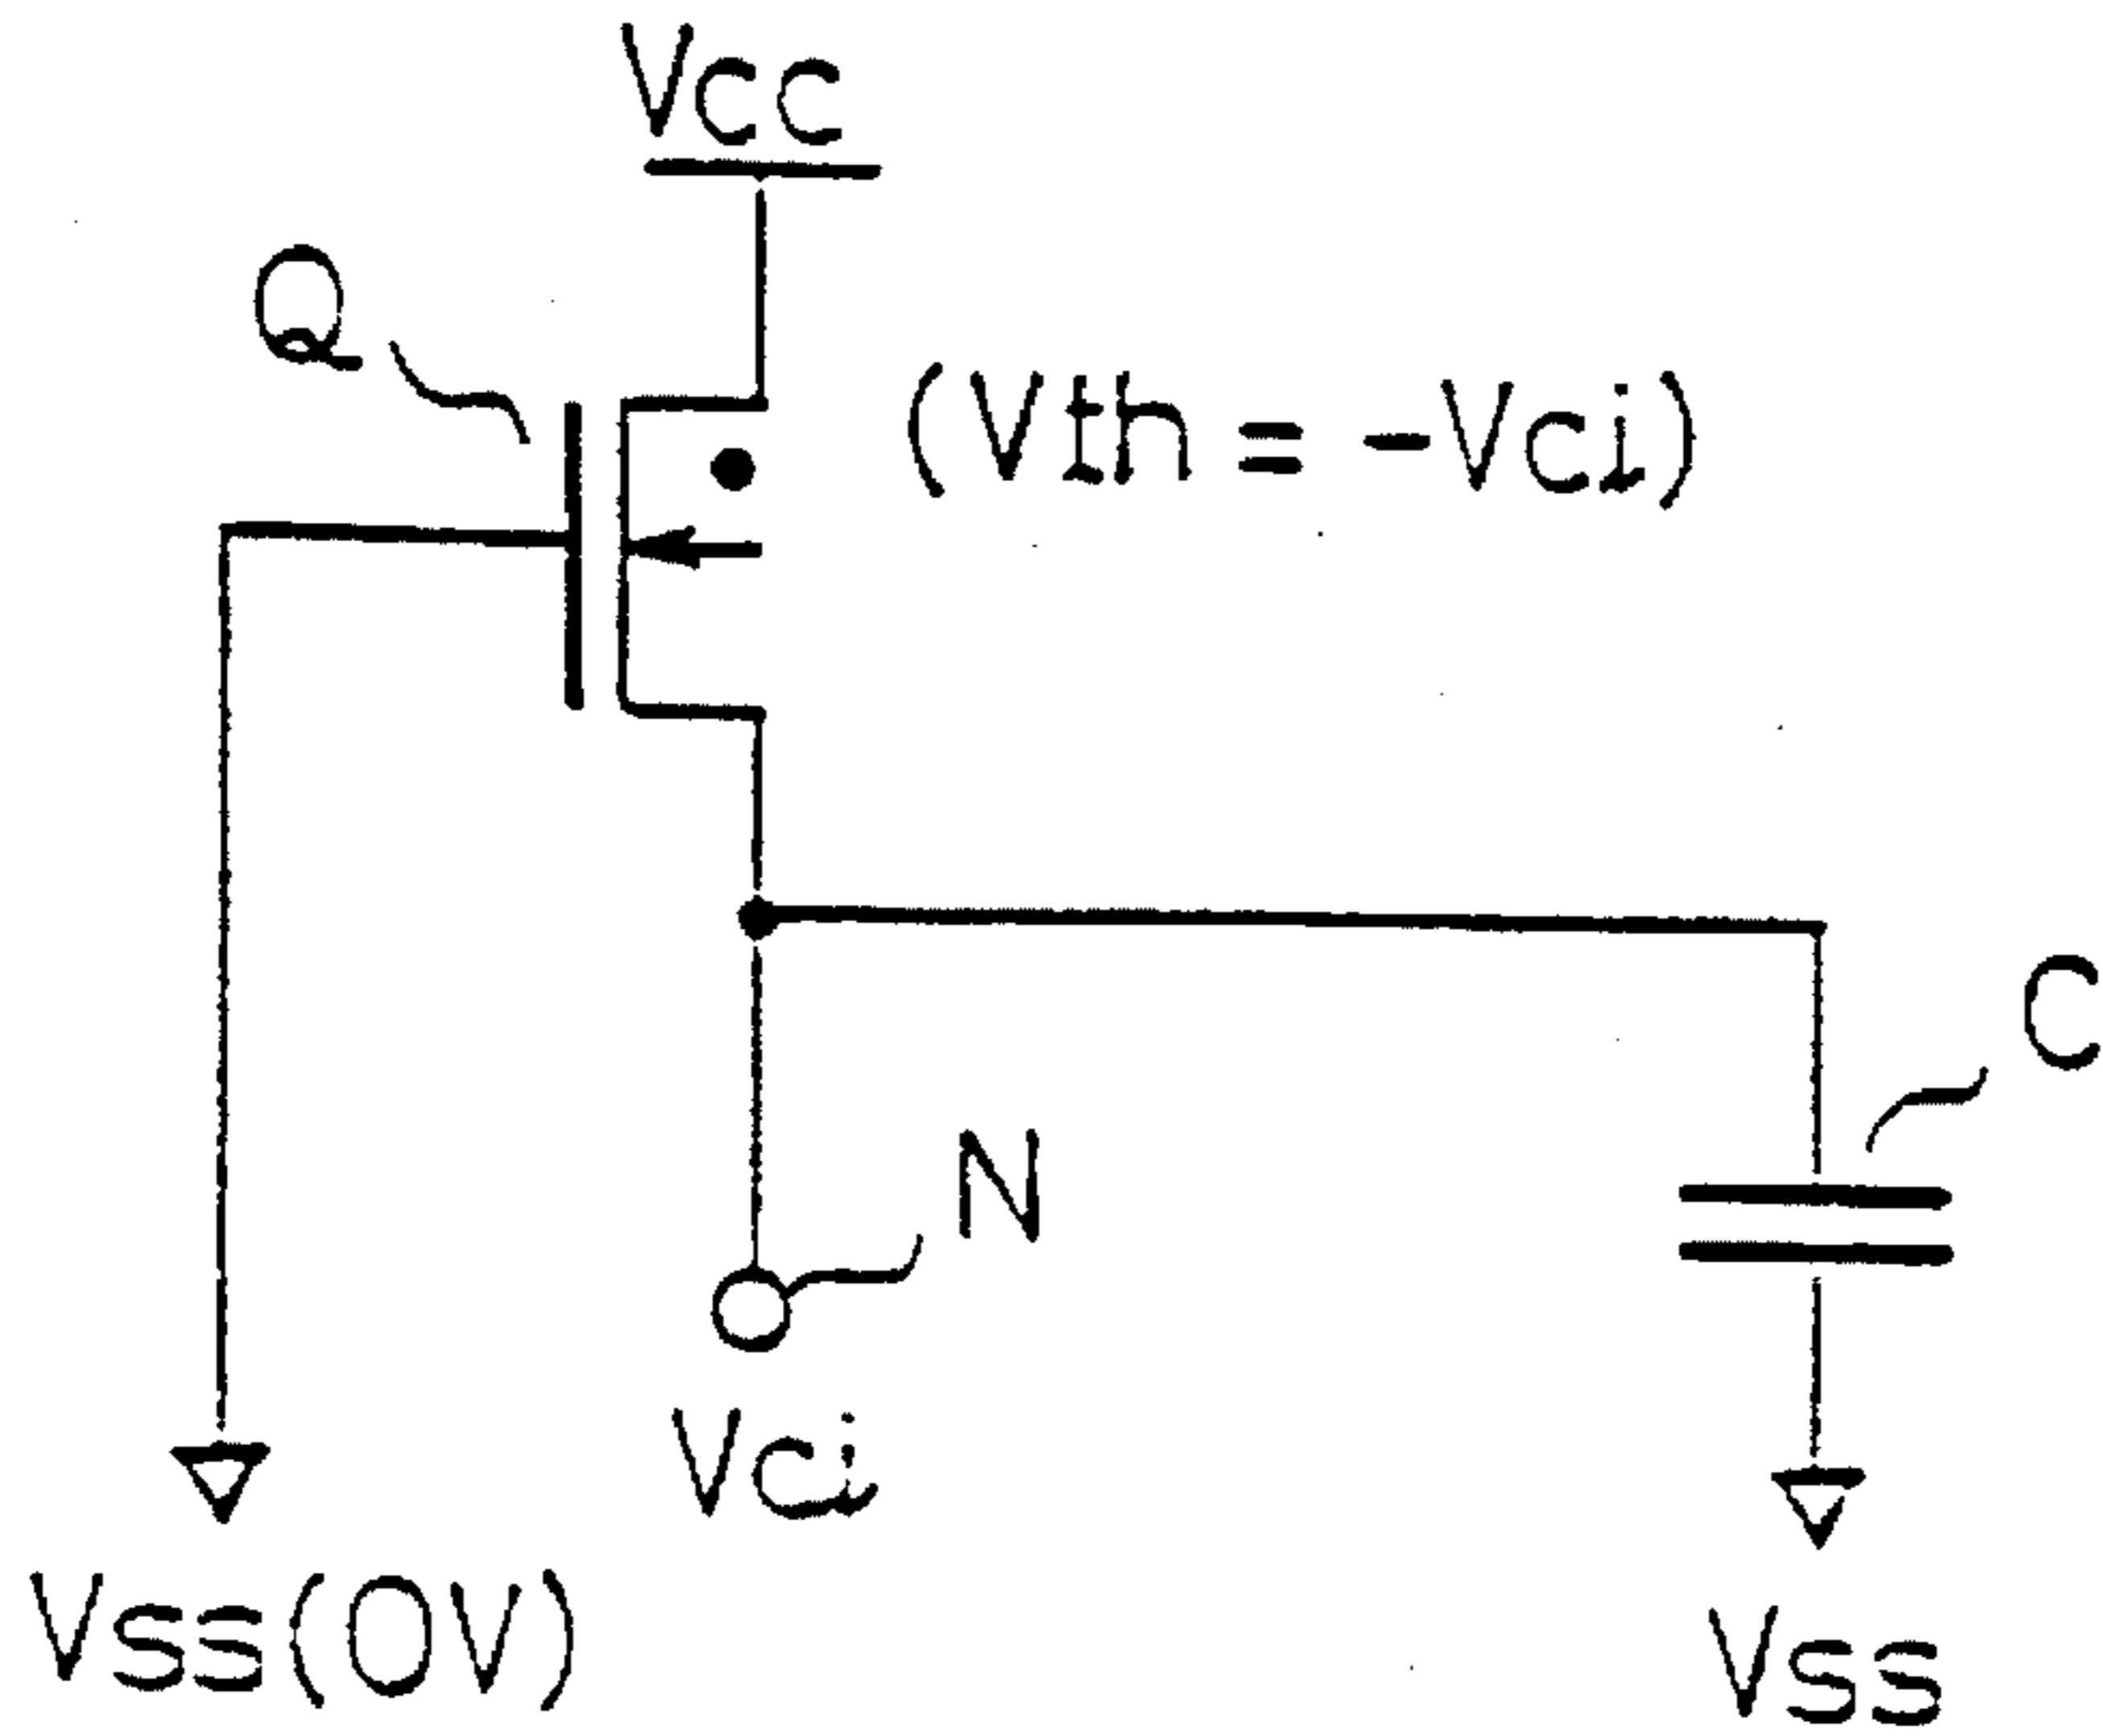 Vcc
Q
(Vth = -Vci)
C
N
Vci
Vss(0V)
Vss